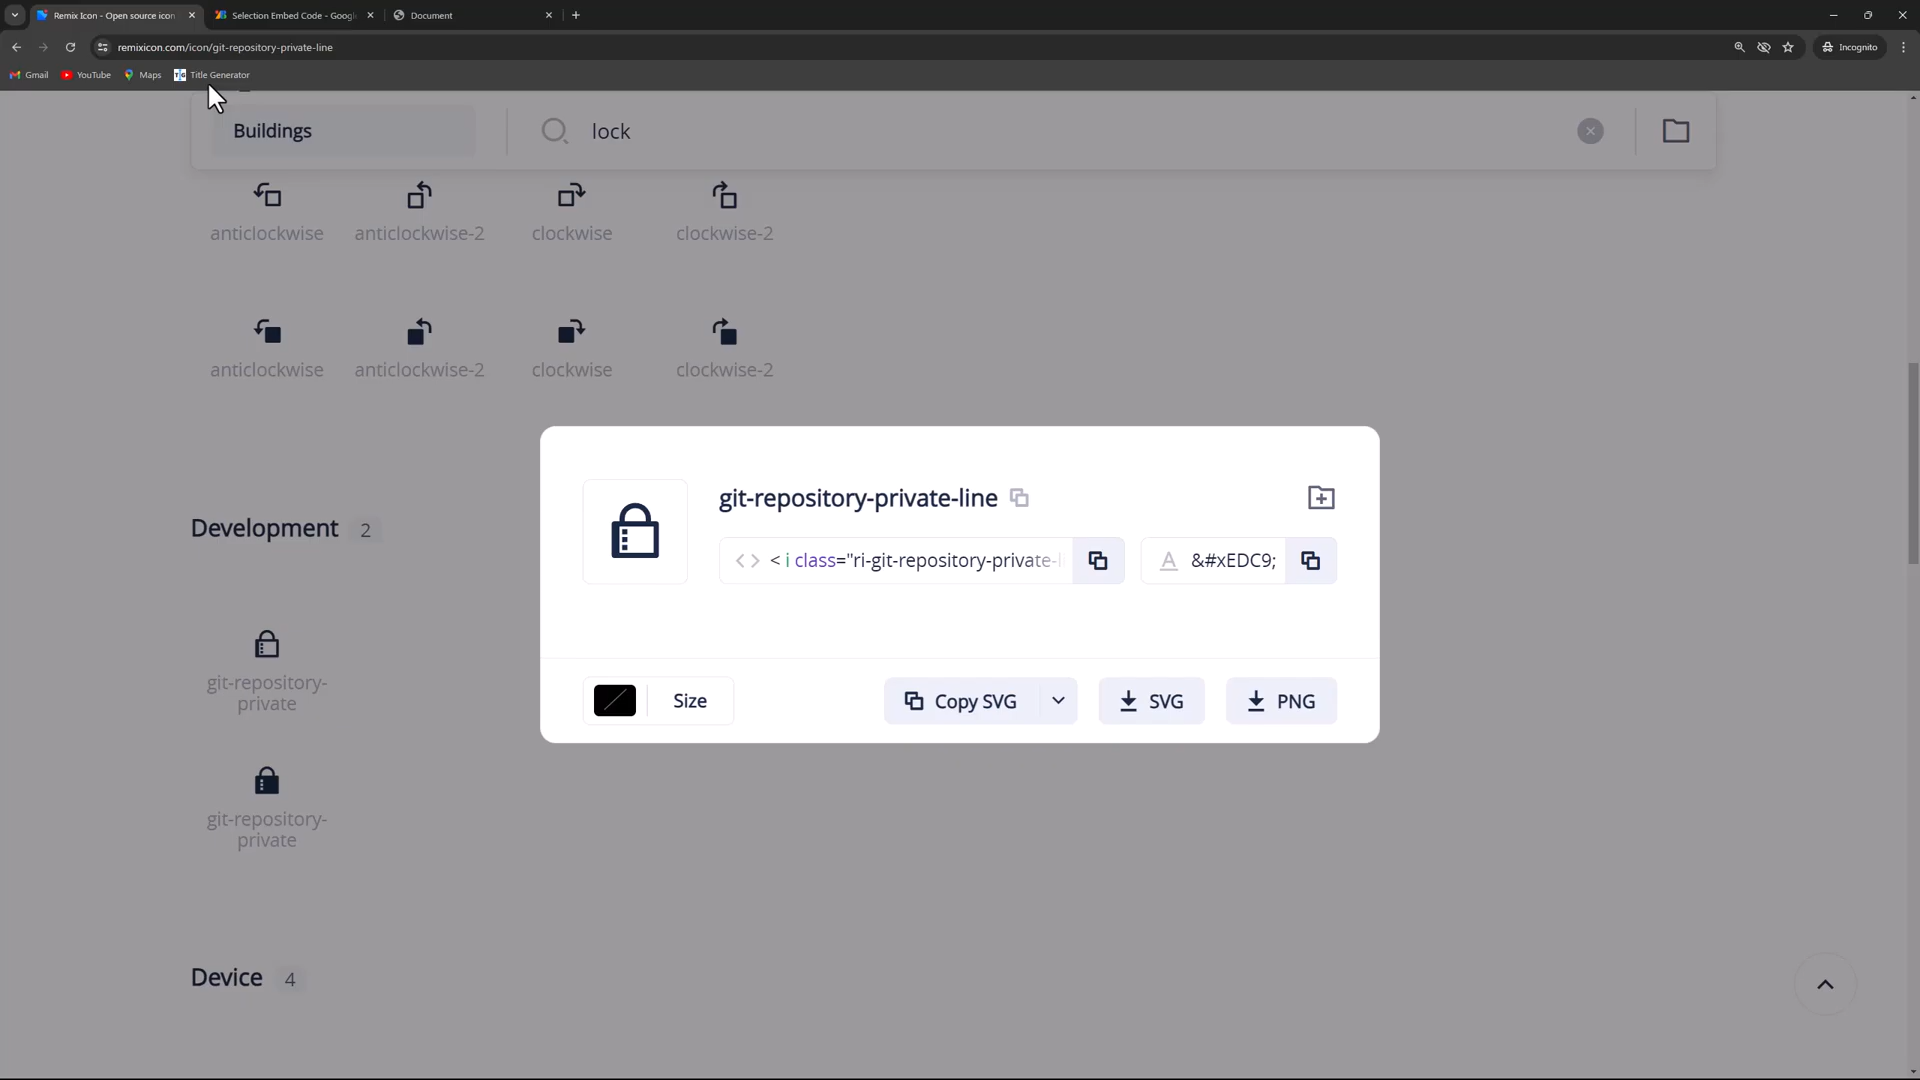 Remix Icon - Open source icon
Selection Embed Code - Google
Document
remixicon.com/icon/git-repository-private-line
Incognito
Gmail
YouTube
Maps
Title Generator
Buildings
lock
anticlockwise
anticlockwise-2
clockwise
clockwise-2
anticlockwise
anticlockwise-2
clockwise
clockwise-2
git-repository-private-line
< i class="ri-git-repository-private-l
&#xEDC9;
Development 2
git-repository-
private
Size
Copy SVG
SVG
PNG
git-repository-
private
Device 4